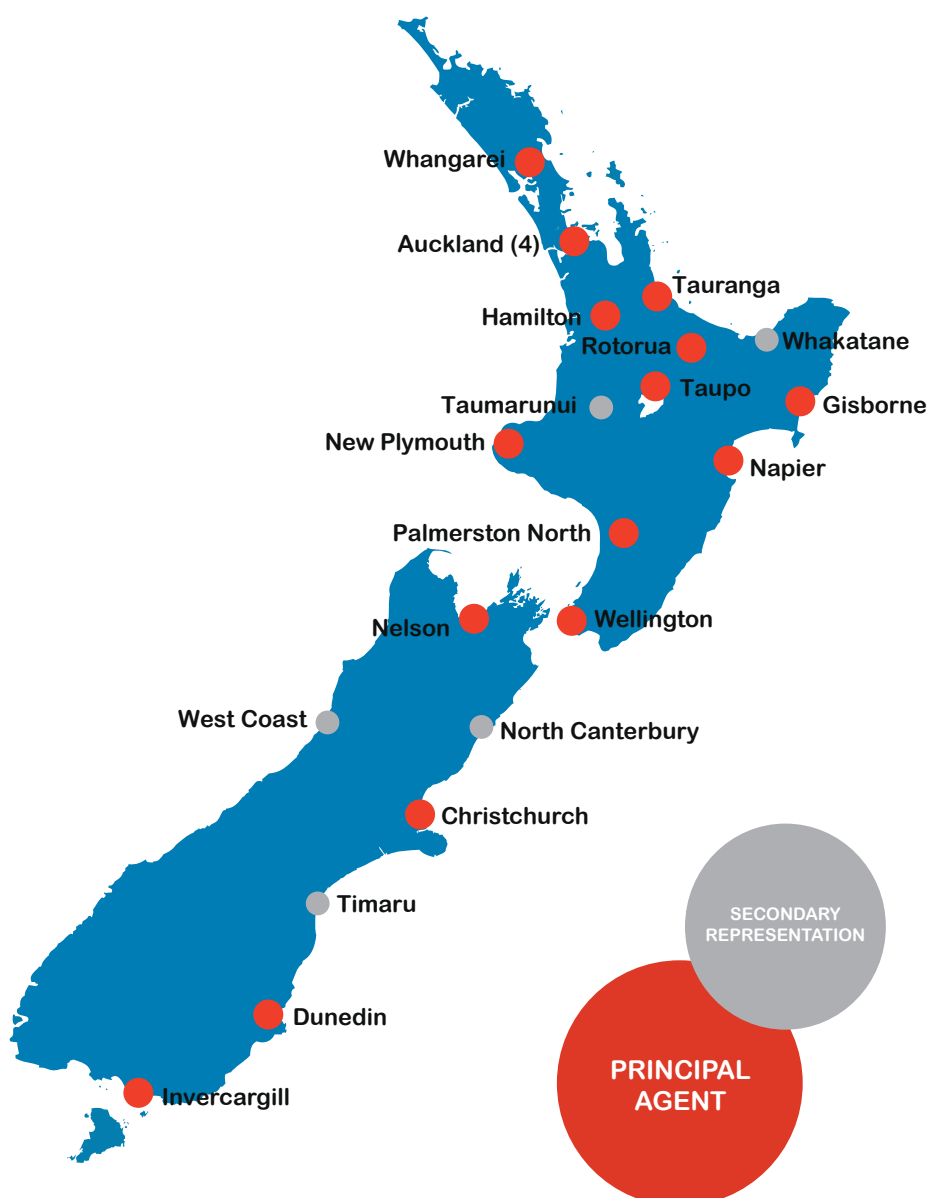 Whangarei
Auckland (4)
Tauranga
Hamilton
Rotorua
Whakatane
Taupo
Taumarunui
Gisborne
New Plymouth
Napier
Palmerston North
Wellington
Nelson
West Coast
North Canterbury
Christchurch
Timaru
SECONDARY
REPRESENTATION
Dunedin
PRINCIPAL
AGENT
Invercargill